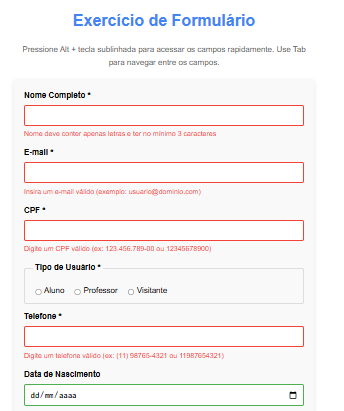 Exercício de Formulário
Pressione Alt + tecla sublinhada para acessar os campos rapidamente. Use Tab
para navegar entre os campos.
Nome Completo *
Nome deve conter apenas letras e ter no mínimo 3 caracteres
E-mail *
Insira um e-mail válido (exemplo: usuario@dominio.com)
CPF *
Digite um CPF válido (ex: 123.456.789-00 ou 12345678900)
Tipo de Usuário *
Aluno Professor Visitante
Telefone *
Digite um telefone válido (ex: (11) 98765-4321 ou 11987654321)
Data de Nascimento
dd/mm/aaaa